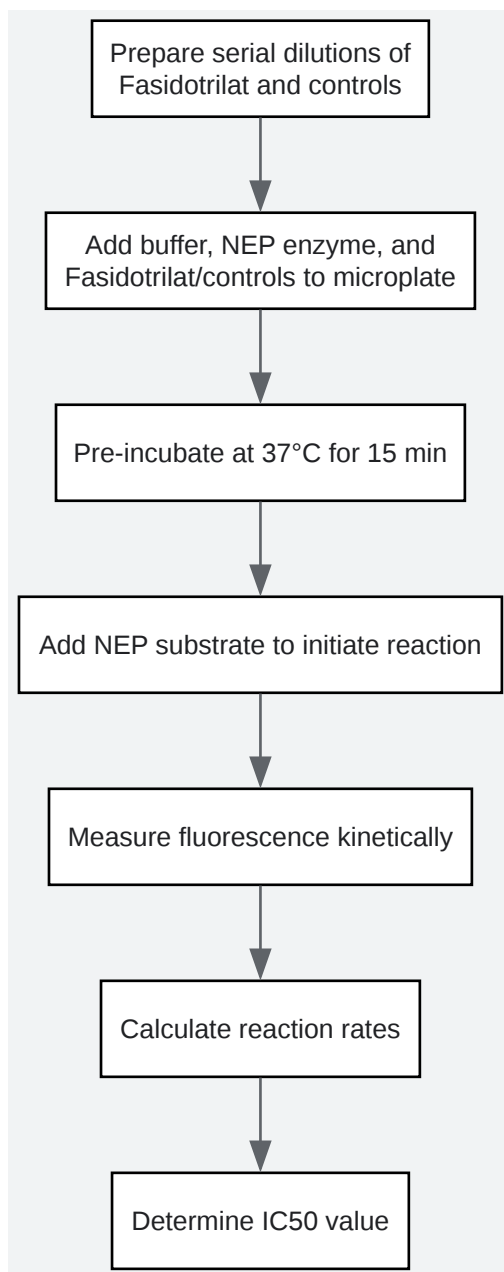 Prepare serial dilutions of
Fasidotrilat and controls
Add buffer, NEP enzyme, and
Fasidotrilat/controls to microplate
Pre-incubate at 37°C for 15 min
Add NEP substrate to initiate reaction
Measure fluorescence kinetically
Calculate reaction rates
Determine IC50 value